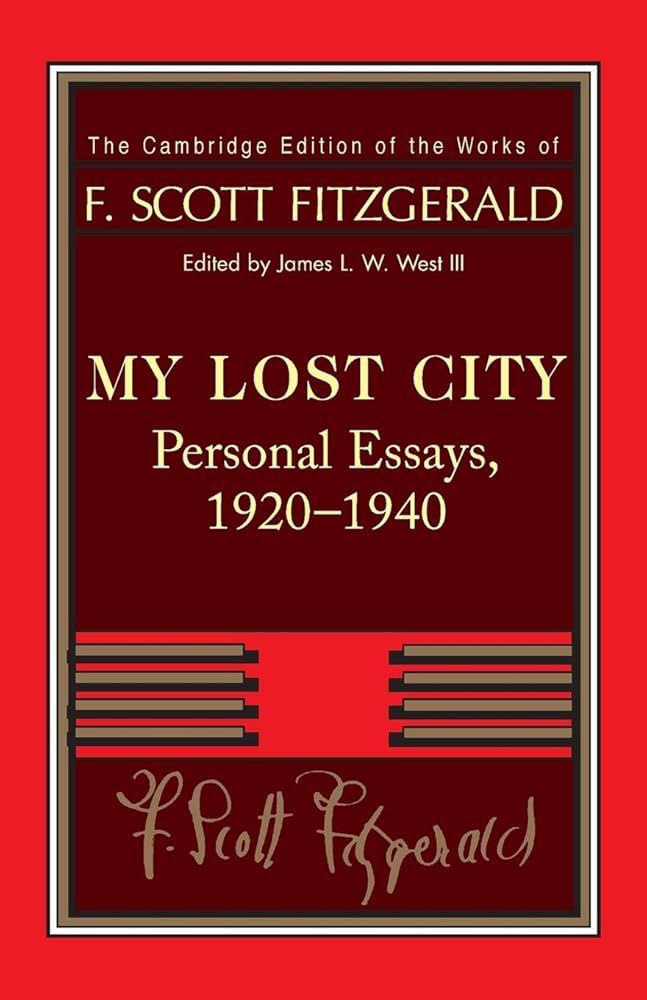 The Cambridge Edition of the Works of
F. SCOTT FITZGERALD
Edited by James L. W. West III
MY LOST CITY
Personal Essays,
1920–1940
F. Scott Fitzgerald